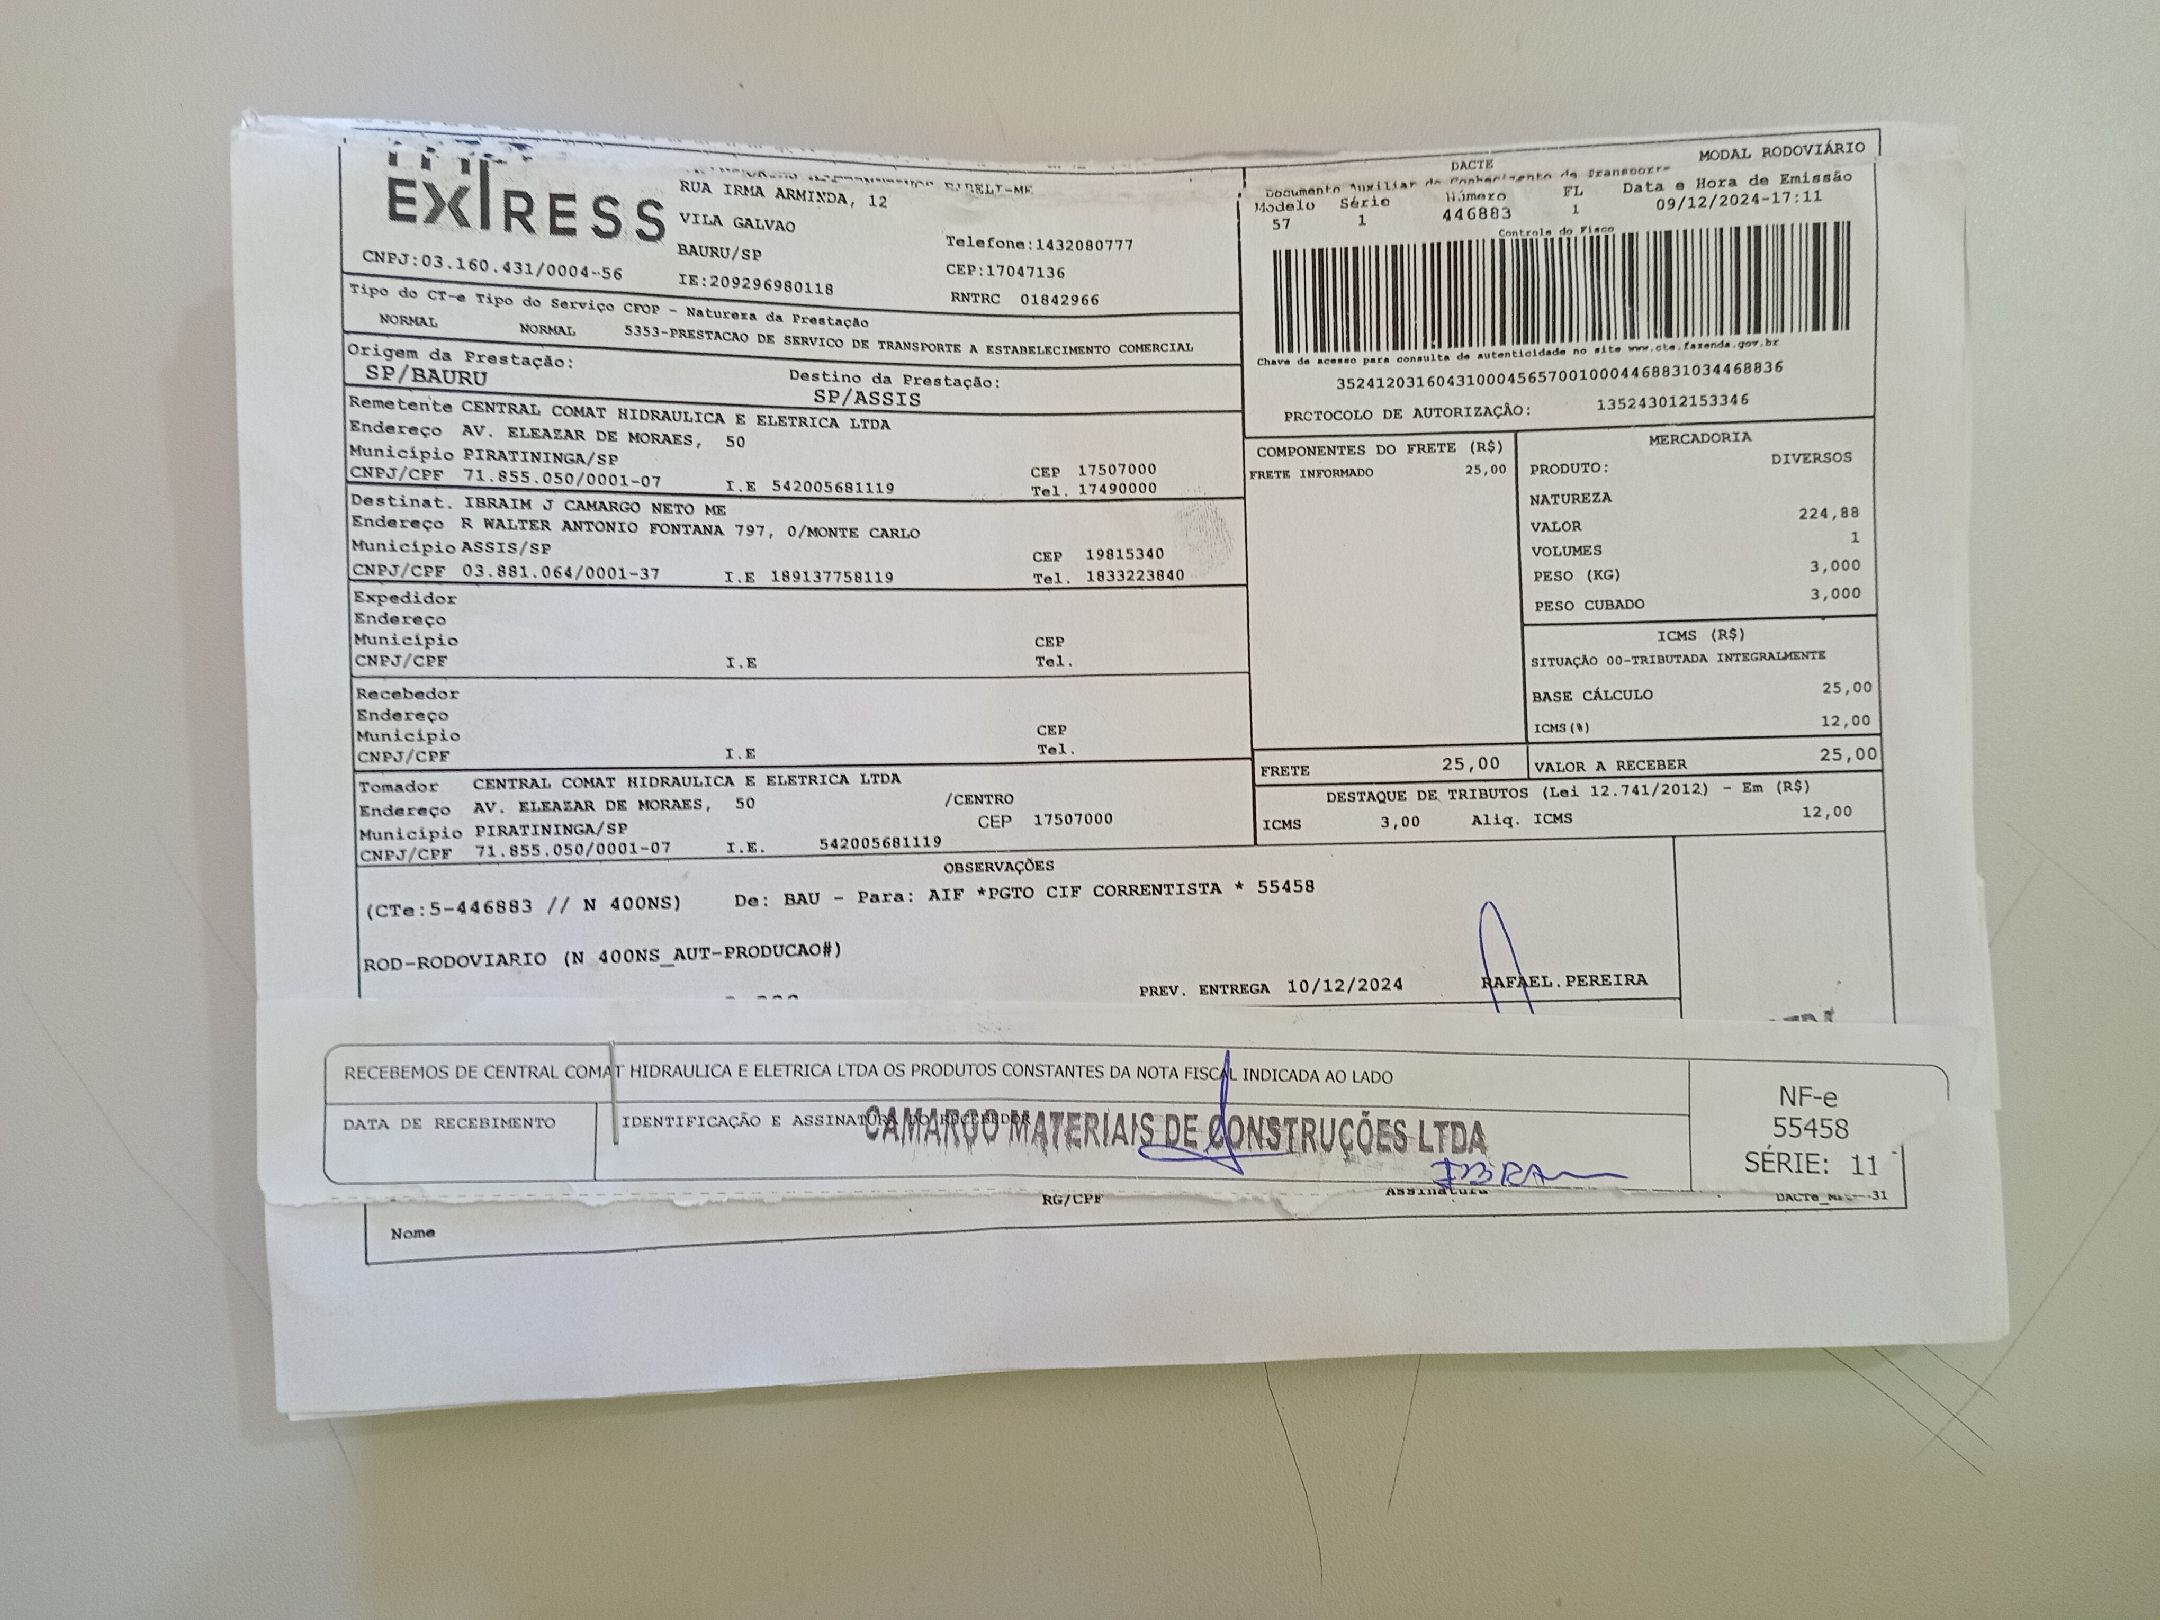 EIRELI-ME
RUA IRMA ARMINDA, 12
VILA GALVAO
BAURU/SP
Telefone:1432080777
CEP:17047136
CNPJ:03.160.431/0004-56
IE:209296980118
RNTRC 01842966
DACTE
MODAL RODOVIÁRIO
Documento Auxiliar do Conhecimento de Transporte
Modelo Série Número FL Data e Hora de Emissão
57 1 446883 1 09/12/2024-17:11
Controle do Fisco
Chave de acesso para consulta de autenticidade no site www.cte.fazenda.gov.br
35241203160431000456570010004468831034468836
PROTOCOLO DE AUTORIZAÇÃO: 135243012153346
Tipo do CT-e Tipo do Serviço CFOP - Natureza da Prestação
NORMAL NORMAL 5353-PRESTACAO DE SERVICO DE TRANSPORTE A ESTABELECIMENTO COMERCIAL
Origem da Prestação:
SP/BAURU
Destino da Prestação:
SP/ASSIS
Remetente CENTRAL COMAT HIDRAULICA E ELETRICA LTDA
Endereço AV. ELEAZAR DE MORAES, 50
Município PIRATININGA/SP CEP 17507000
CNPJ/CPF 71.855.050/0001-07 I.E 542005681119 Tel. 17490000
Destinat. IBRAIM J CAMARGO NETO ME
Endereço R WALTER ANTONIO FONTANA 797, 0/MONTE CARLO
Município ASSIS/SP CEP 19815340
CNPJ/CPF 03.881.064/0001-37 I.E 189137758119 Tel. 1833223840
Expedidor
Endereço
Município CEP
CNPJ/CPF I.E Tel.
Recebedor
Endereço
Município CEP
CNPJ/CPF I.E Tel.
Tomador CENTRAL COMAT HIDRAULICA E ELETRICA LTDA
Endereço AV. ELEAZAR DE MORAES, 50 /CENTRO
Município PIRATININGA/SP CEP 17507000
CNPJ/CPF 71.855.050/0001-07 I.E. 542005681119
COMPONENTES DO FRETE (R$)
FRETE INFORMADO 25,00
MERCADORIA
PRODUTO: DIVERSOS
NATUREZA
VALOR 224,88
VOLUMES 1
PESO (KG) 3,000
PESO CUBADO 3,000
ICMS (R$)
SITUAÇÃO 00-TRIBUTADA INTEGRALMENTE
BASE CÁLCULO 25,00
ICMS(%) 12,00
FRETE 25,00 VALOR A RECEBER 25,00
DESTAQUE DE TRIBUTOS (Lei 12.741/2012) - Em (R$)
ICMS 3,00 Aliq. ICMS 12,00
OBSERVAÇÕES
(CTe:5-446883 // N 400NS) De: BAU - Para: AIF *PGTO CIF CORRENTISTA * 55458
ROD-RODOVIARIO (N 400NS_AUT-PRODUCAO#)
PREV. ENTREGA 10/12/2024 RAFAEL.PEREIRA
RECEBEMOS DE CENTRAL COMAT HIDRAULICA E ELETRICA LTDA OS PRODUTOS CONSTANTES DA NOTA FISCAL INDICADA AO LADO
DATA DE RECEBIMENTO IDENTIFICAÇÃO E ASSINATURA DO RECEBEDOR
CAMARGO MATERIAIS DE CONSTRUÇÕES LTDA
NF-e
55458
SÉRIE: 11
RG/CPF Assinatura
Nome